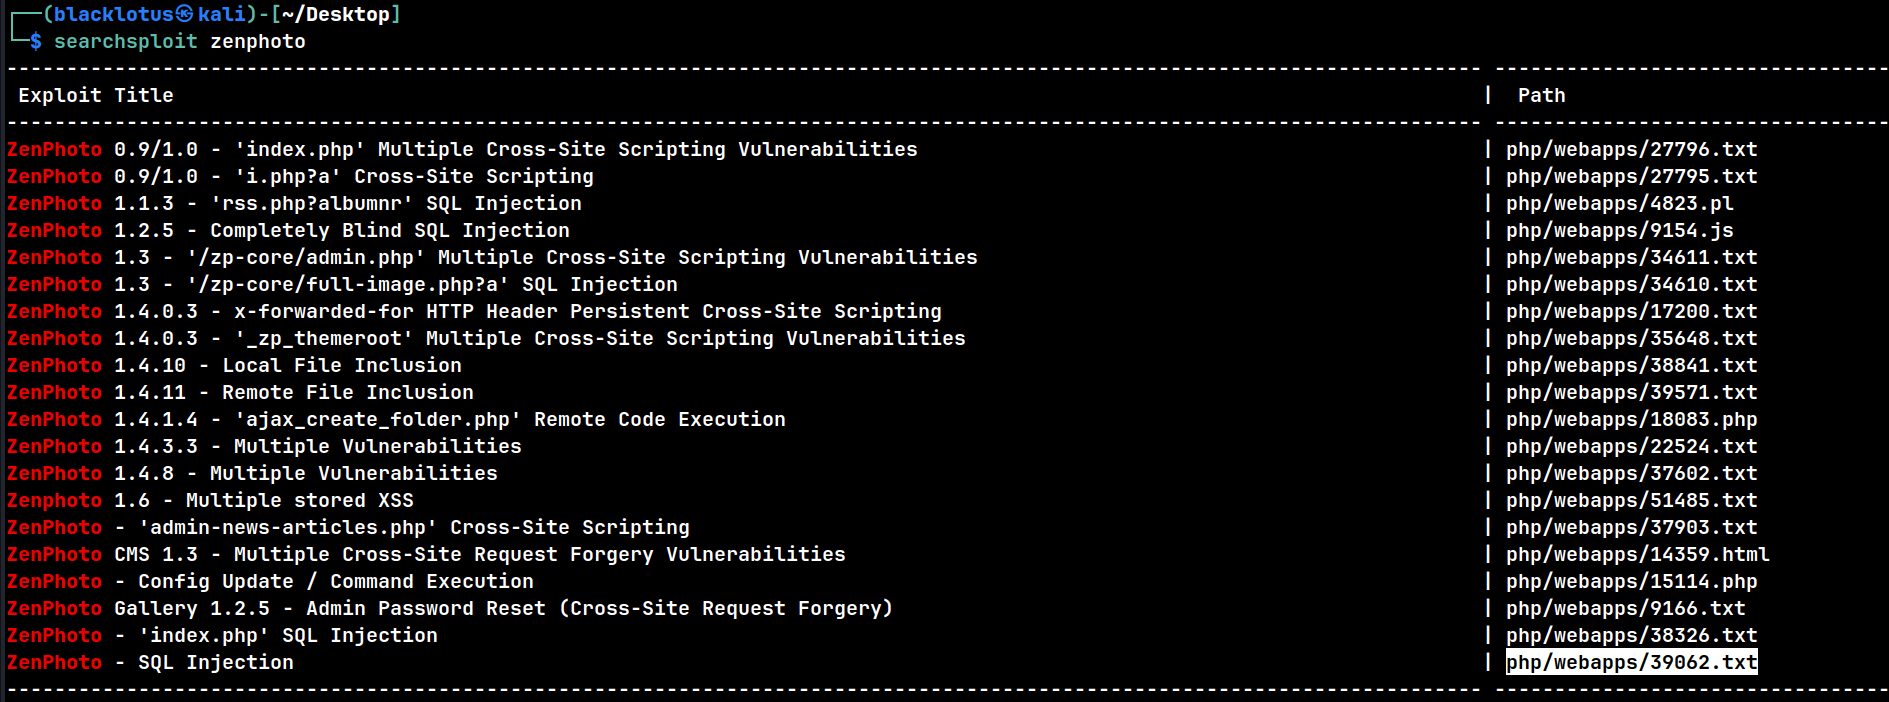 ┌──(blacklotus㉿kali)-[~/Desktop]
└─$ searchsploit zenphoto
--------------------------------------------------------------------------------------------------------------------------- ---------------------------------
 Exploit Title | Path
--------------------------------------------------------------------------------------------------------------------------- ---------------------------------
ZenPhoto 0.9/1.0 - 'index.php' Multiple Cross-Site Scripting Vulnerabilities | php/webapps/27796.txt
ZenPhoto 0.9/1.0 - 'i.php?a' Cross-Site Scripting | php/webapps/27795.txt
ZenPhoto 1.1.3 - 'rss.php?albumnr' SQL Injection | php/webapps/4823.pl
ZenPhoto 1.2.5 - Completely Blind SQL Injection | php/webapps/9154.js
ZenPhoto 1.3 - '/zp-core/admin.php' Multiple Cross-Site Scripting Vulnerabilities | php/webapps/34611.txt
ZenPhoto 1.3 - '/zp-core/full-image.php?a' SQL Injection | php/webapps/34610.txt
ZenPhoto 1.4.0.3 - x-forwarded-for HTTP Header Persistent Cross-Site Scripting | php/webapps/17200.txt
ZenPhoto 1.4.0.3 - '_zp_themeroot' Multiple Cross-Site Scripting Vulnerabilities | php/webapps/35648.txt
ZenPhoto 1.4.10 - Local File Inclusion | php/webapps/38841.txt
ZenPhoto 1.4.11 - Remote File Inclusion | php/webapps/39571.txt
ZenPhoto 1.4.1.4 - 'ajax_create_folder.php' Remote Code Execution | php/webapps/18083.php
ZenPhoto 1.4.3.3 - Multiple Vulnerabilities | php/webapps/22524.txt
ZenPhoto 1.4.8 - Multiple Vulnerabilities | php/webapps/37602.txt
Zenphoto 1.6 - Multiple stored XSS | php/webapps/51485.txt
ZenPhoto - 'admin-news-articles.php' Cross-Site Scripting | php/webapps/37903.txt
ZenPhoto CMS 1.3 - Multiple Cross-Site Request Forgery Vulnerabilities | php/webapps/14359.html
ZenPhoto - Config Update / Command Execution | php/webapps/15114.php
ZenPhoto Gallery 1.2.5 - Admin Password Reset (Cross-Site Request Forgery) | php/webapps/9166.txt
ZenPhoto - 'index.php' SQL Injection | php/webapps/38326.txt
ZenPhoto - SQL Injection | php/webapps/39062.txt
--------------------------------------------------------------------------------------------------------------------------- ---------------------------------